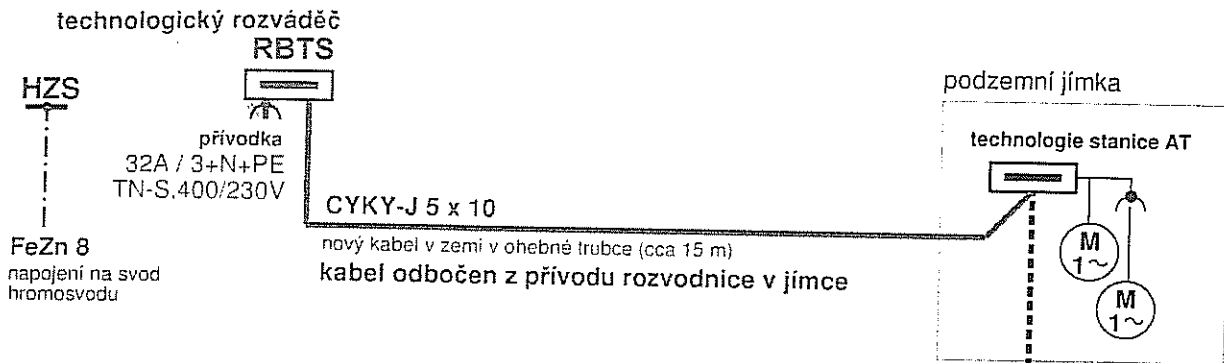 technologický rozváděč
RBTS
HZS
přívodka
32A / 3+N+PE
TN-S,400/230V
FeZn 8
napojení na svod
hromosvodu
CYKY-J 5 x 10
nový kabel v zemi v ohebné trubce (cca 15 m)
kabel odbočen z přívodu rozvodnice v jímce
podzemní jímka
technologie stanice AT
M
1~
M
1~